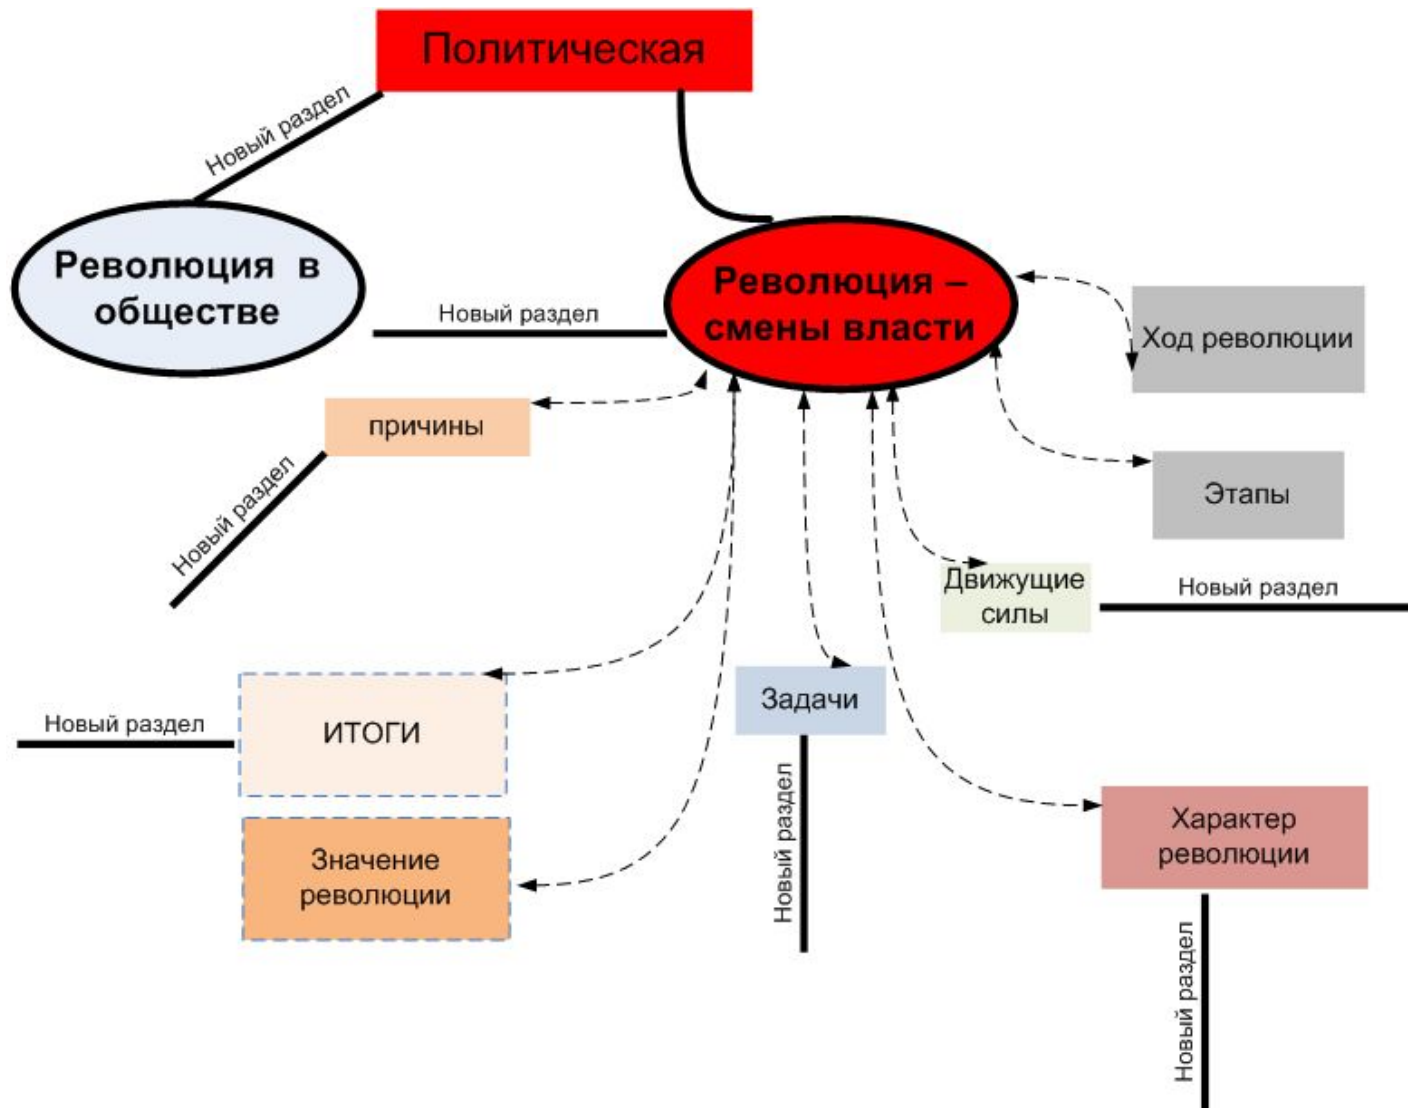 Политическая
Новый раздел
Революция в
обществе
Революция –
смены власти
Новый раздел
Ход революции
причины
Новый раздел
Этапы
Движущие
силы
Новый раздел
ИТОГИ
Новый раздел
Задачи
Новый раздел
Значение
революции
Характер
революции
Новый раздел